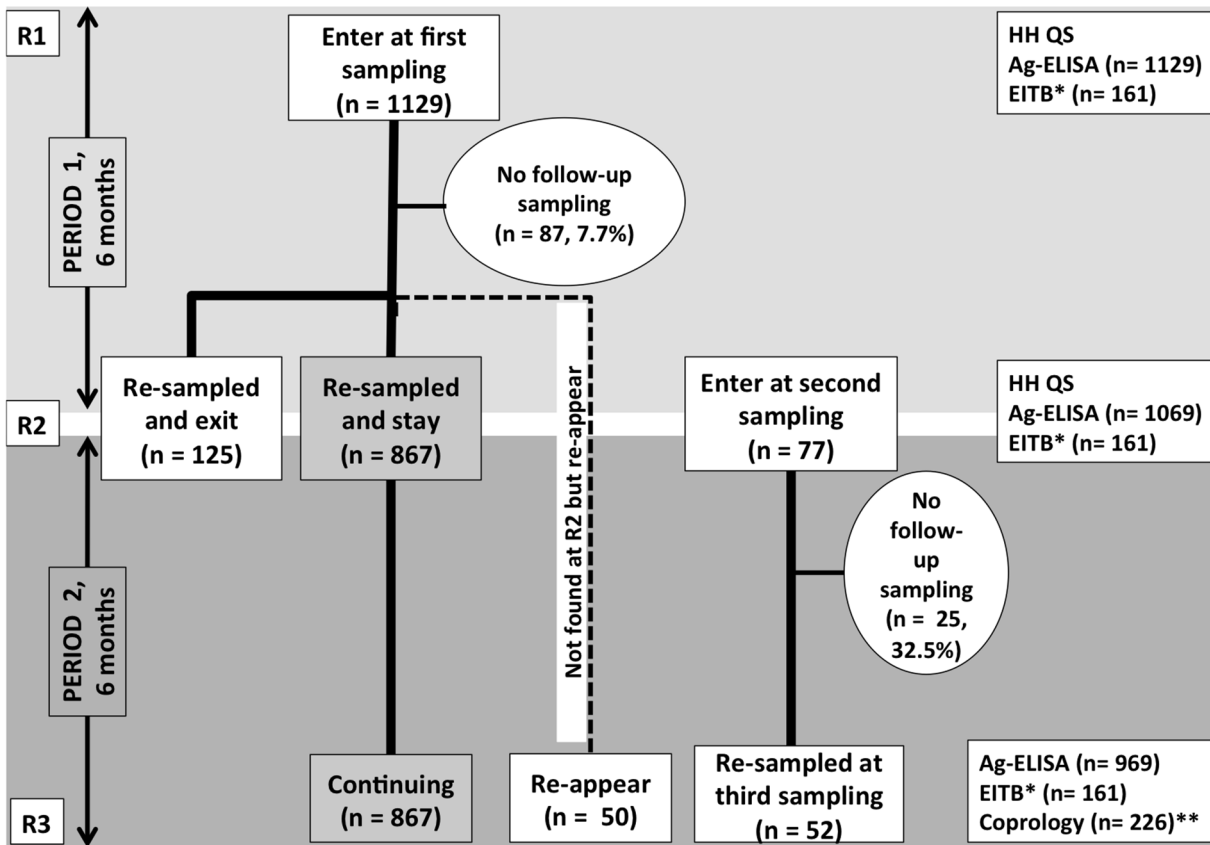 R1
Enter at first
sampling
(n = 1129)
HH QS
Ag-ELISA (n= 1129)
EITB* (n= 161)
PERIOD 1,
6 months
No follow-up
sampling
(n = 87, 7.7%)
Re-sampled
and exit
(n = 125)
Re-sampled
and stay
(n = 867)
Not found at R2 but re-appear
Enter at second
sampling
(n = 77)
HH QS
Ag-ELISA (n= 1069)
EITB* (n= 161)
R2
PERIOD 2,
6 months
No
follow-
up
sampling
(n = 25,
32.5%)
Continuing
(n = 867)
Re-appear
(n = 50)
Re-sampled at
third sampling
(n = 52)
Ag-ELISA (n= 969)
EITB* (n= 161)
Coprology (n= 226)**
R3